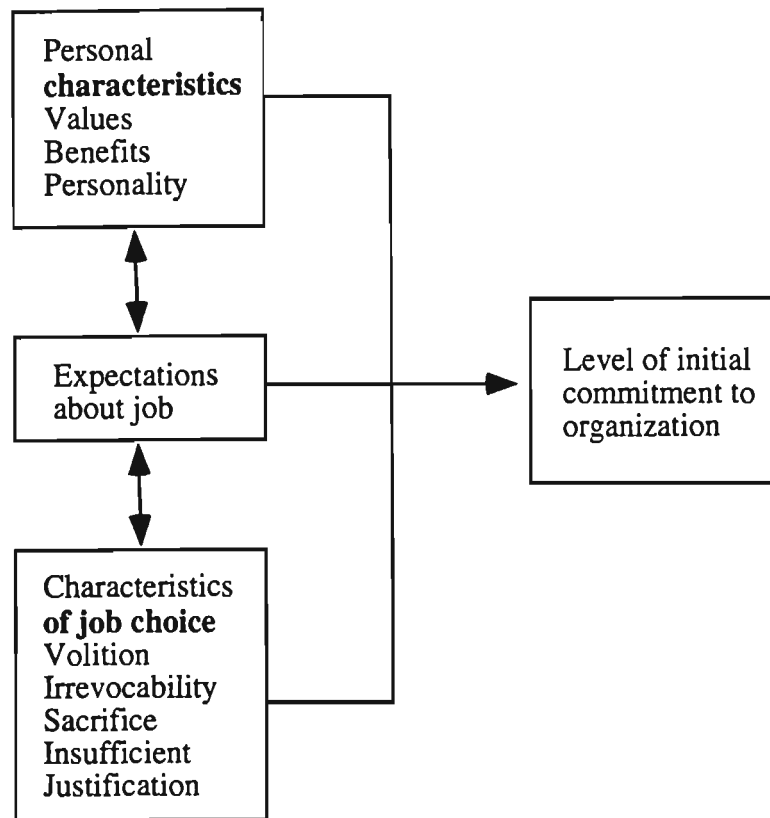 Personal
characteristics
Values
Benefits
Personality
Expectations
about job
Level of initial
commitment to
organization
Characteristics
of job choice
Volition
Irrevocability
Sacrifice
Insufficient
Justification